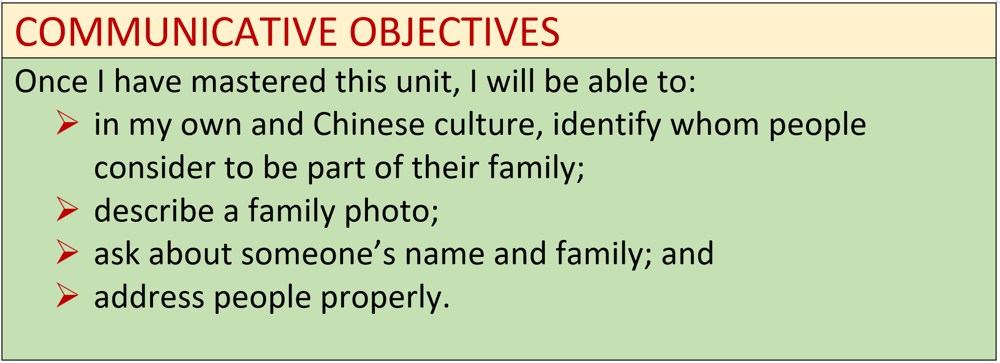 COMMUNICATIVE OBJECTIVES
Once I have mastered this unit, I will be able to:
in my own and Chinese culture, identify whom people
consider to be part of their family;
describe a family photo;
ask about someone’s name and family; and
address people properly.